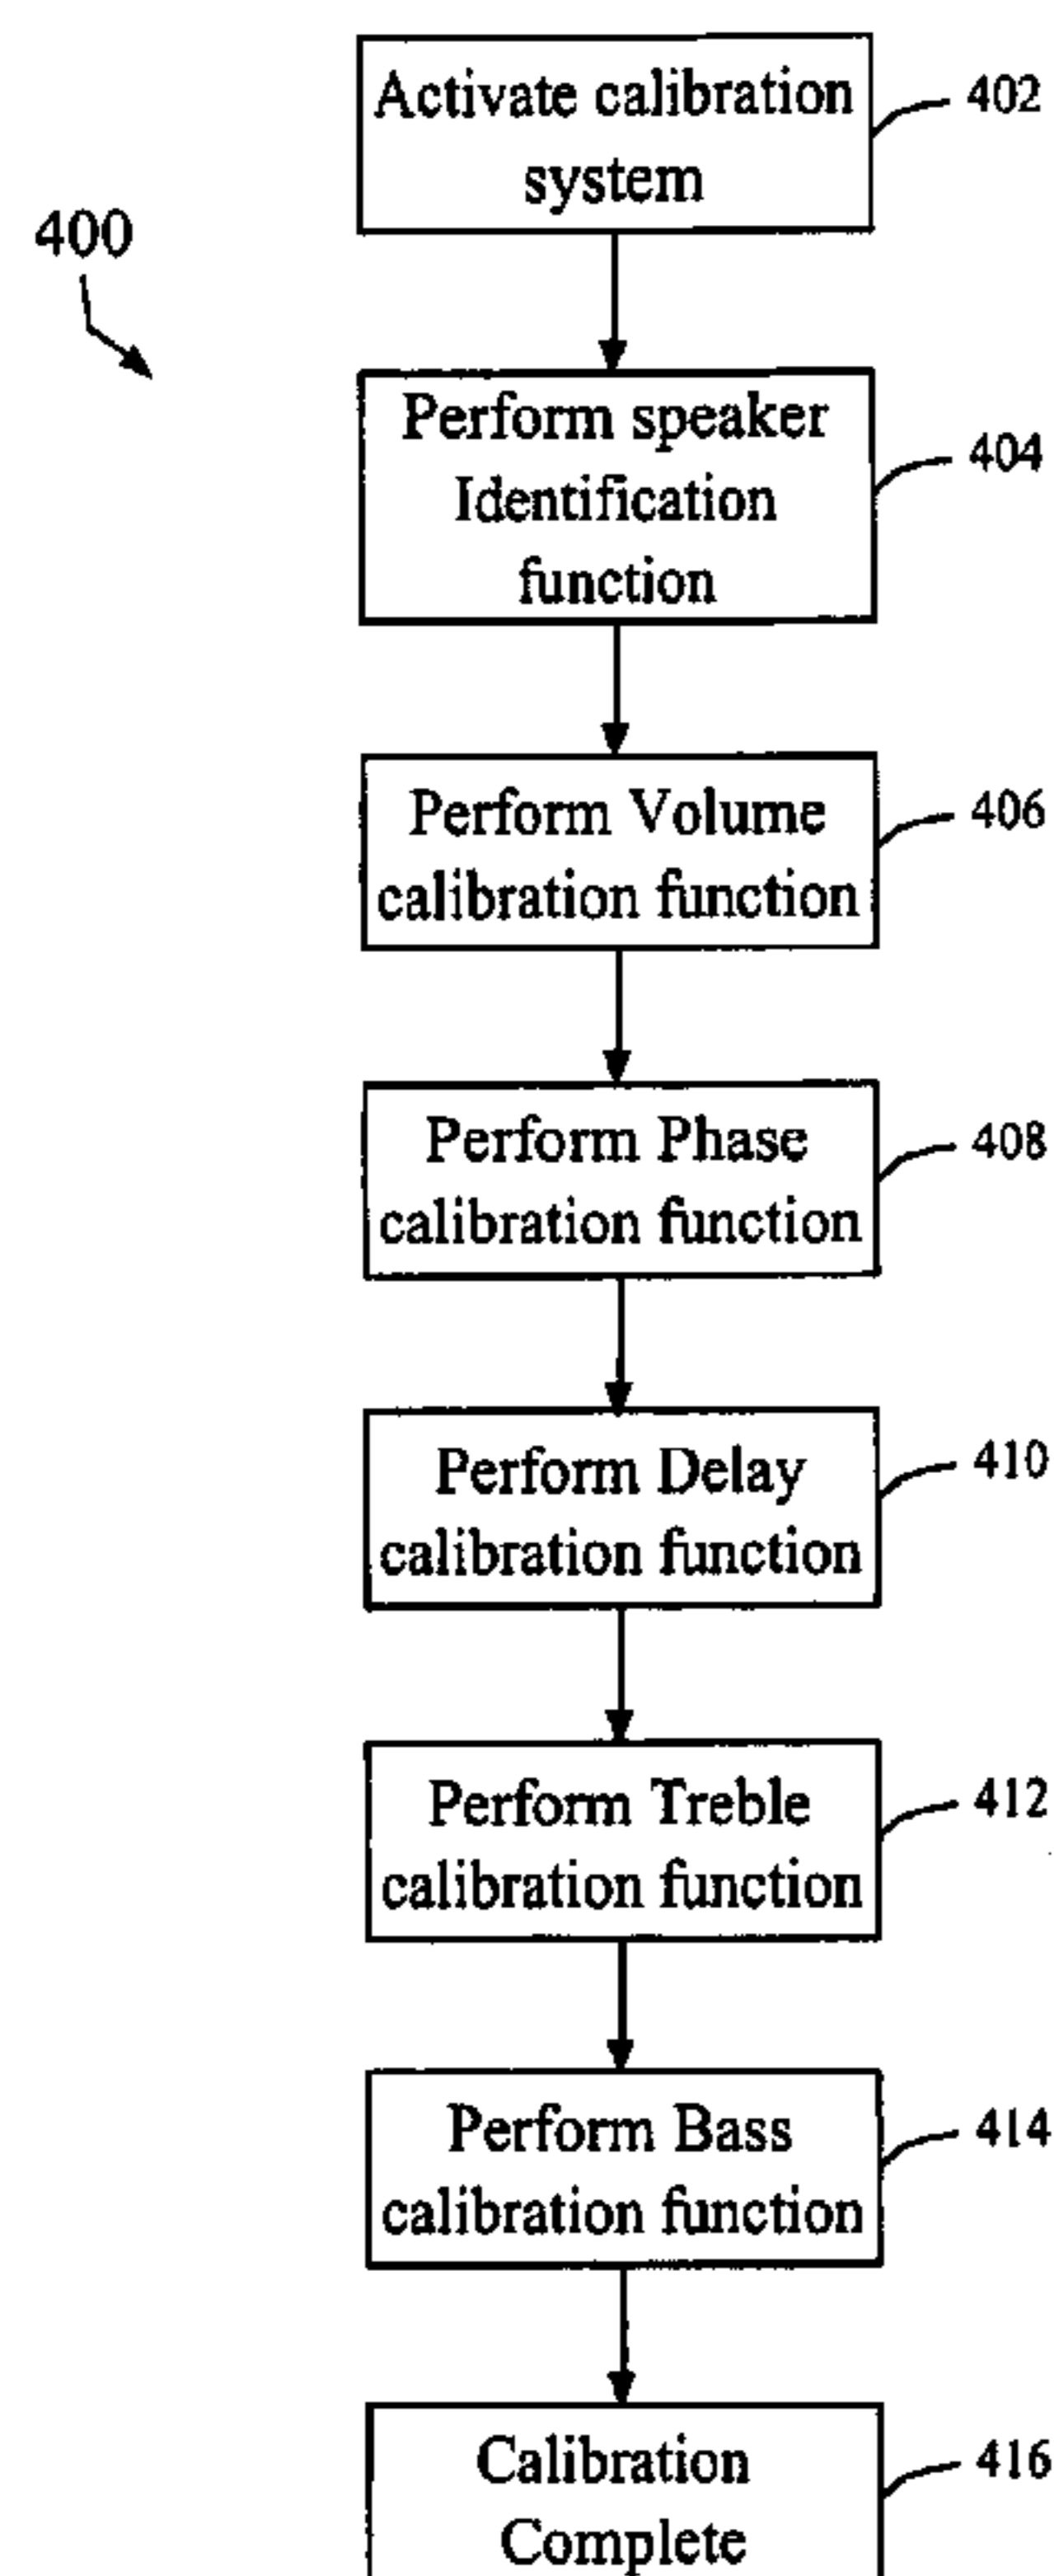 Activate calibration
system
402
400
Perform speaker
Identification
function
404
Perform Volume
calibration function
406
Perform Phase
calibration function
408
Perform Delay
calibration function
410
Perform Treble
calibration function
412
Perform Bass
calibration function
414
Calibration
Complete
416